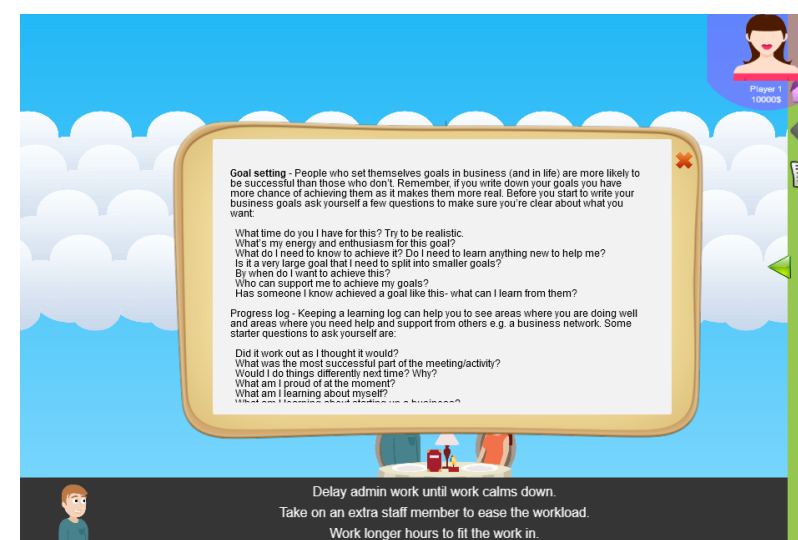 Player 1
10000$
Goal setting - People who set themselves goals in business (and in life) are more likely to
be successful than those who don't. Remember, if you write down your goals you have
more chance of achieving them as it makes them more real. Before you start to write your
business goals ask yourself a few questions to make sure you're clear about what you
want:
What time do you I have for this? Try to be realistic.
What's my energy and enthusiasm for this goal?
What do I need to know to achieve it? Do I need to learn anything new to help me?
Is it a very large goal that I need to split into smaller goals?
By when do I want to achieve this?
Who can support me to achieve my goals?
Has someone I know achieved a goal like this- what can I learn from them?
Progress log - Keeping a learning log can help you to see areas where you are doing well
and areas where you need help and support from others e.g. a business network. Some
starter questions to ask yourself are:
Did it work out as I thought it would?
What was the most successful part of the meeting/activity?
Would I do things differently next time? Why?
What am I proud of at the moment?
What am I learning about myself?
What am I learning about starting up a business?
Delay admin work until work calms down.
Take on an extra staff member to ease the workload.
Work longer hours to fit the work in.